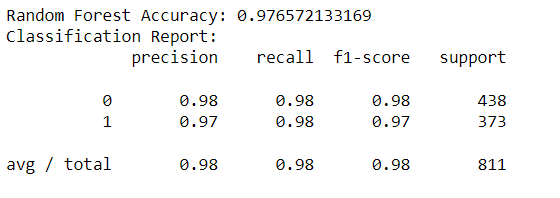 Random Forest Accuracy: 0.976572133169
Classification Report:
precision recall f1-score support
0 0.98 0.98 0.98 438
1 0.97 0.98 0.97 373
avg / total 0.98 0.98 0.98 811